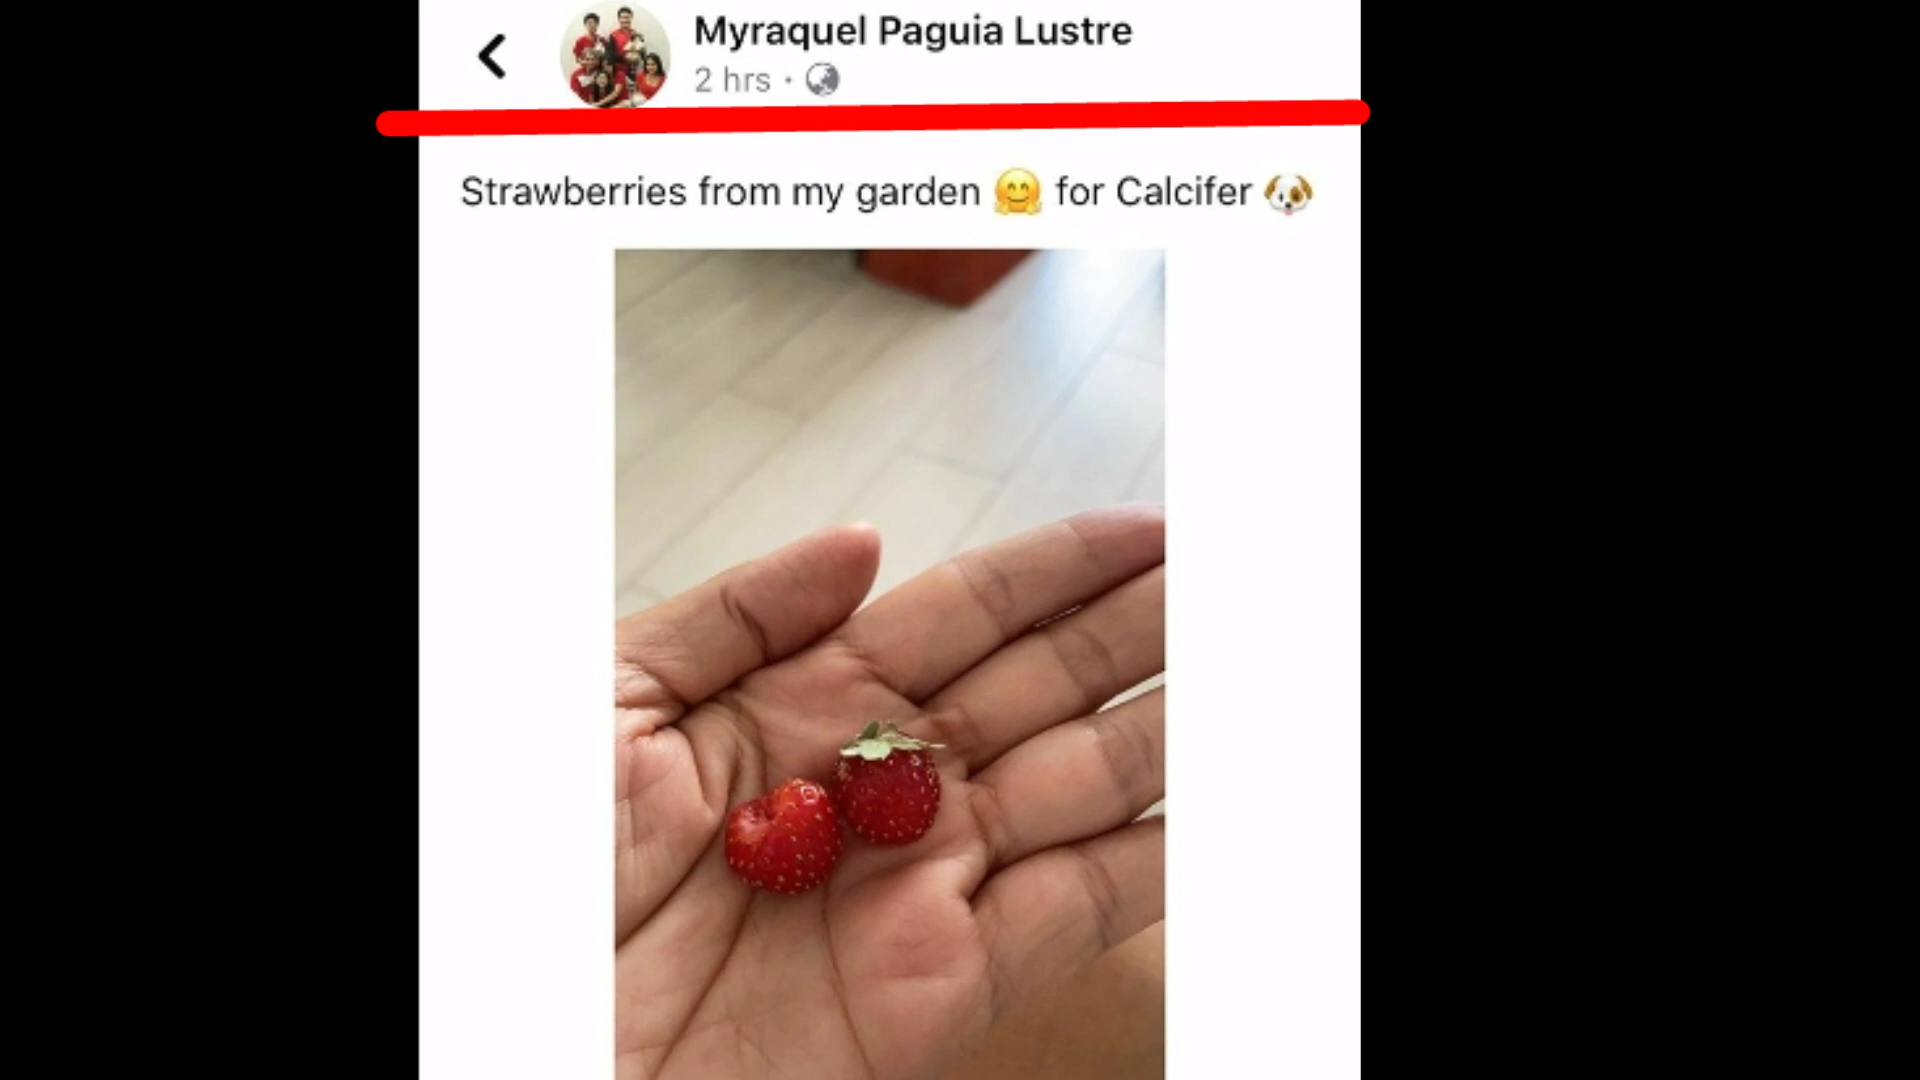 Myraquel Paguia Lustre
2 hrs ·
Strawberries from my garden 🤗 for Calcifer 🐶